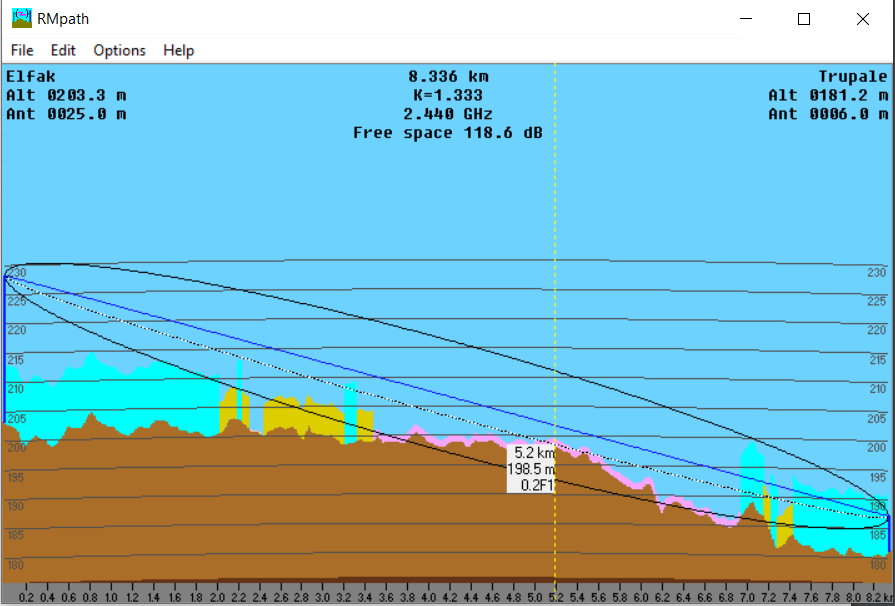 RMpath
File Edit Options Help
Elfak 8.336 km Trupale
Alt 0203.3 m K=1.333 Alt 0181.2 m
Ant 0025.0 m 2.440 GHz Ant 0006.0 m
Free space 118.6 dB
230 230
225 225
220 220
215 215
210 210
205 205
200 200
5.2 km
198.5 m
0.2F1
195 195
190 190
185 185
180 180
0.2 0.4 0.6 0.8 1.0 1.2 1.4 1.6 1.8 2.0 2.2 2.4 2.6 2.8 3.0 3.2 3.4 3.6 3.8 4.0 4.2 4.4 4.6 4.8 5.0 5.2 5.4 5.6 5.8 6.0 6.2 6.4 6.6 6.8 7.0 7.2 7.4 7.6 7.8 8.0 8.2